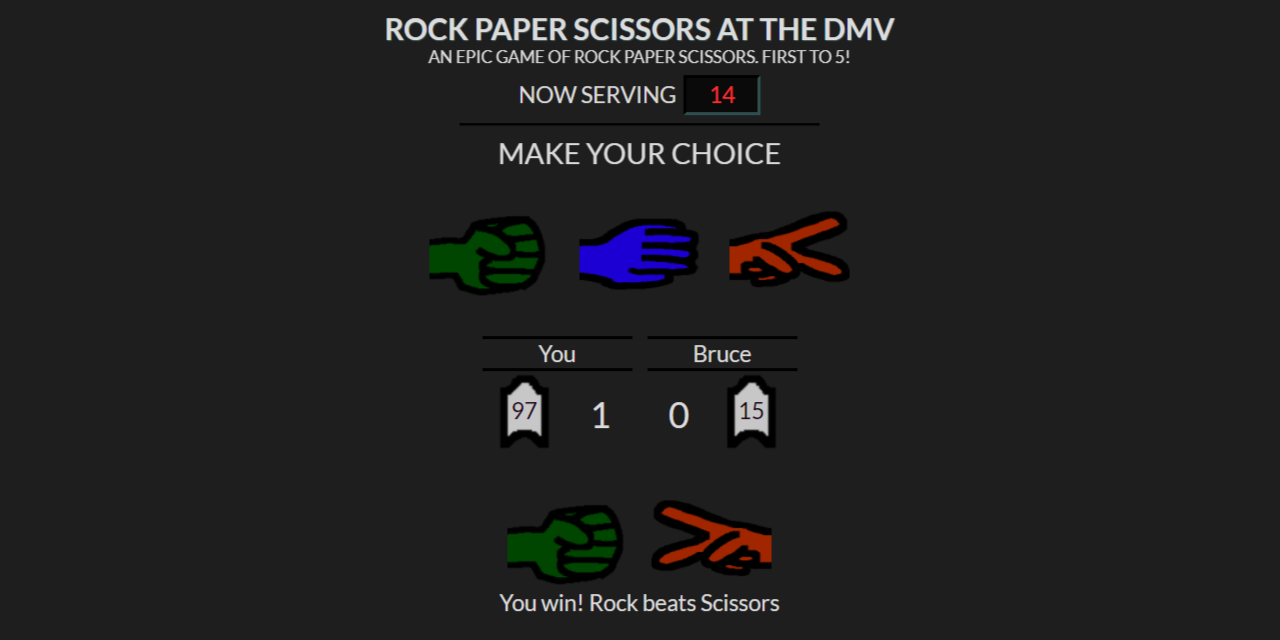 ROCK PAPER SCISSORS AT THE DMV
AN EPIC GAME OF ROCK PAPER SCISSORS. FIRST TO 5!
NOW SERVING 14
MAKE YOUR CHOICE
You Bruce
97 1 0 15
You win! Rock beats Scissors